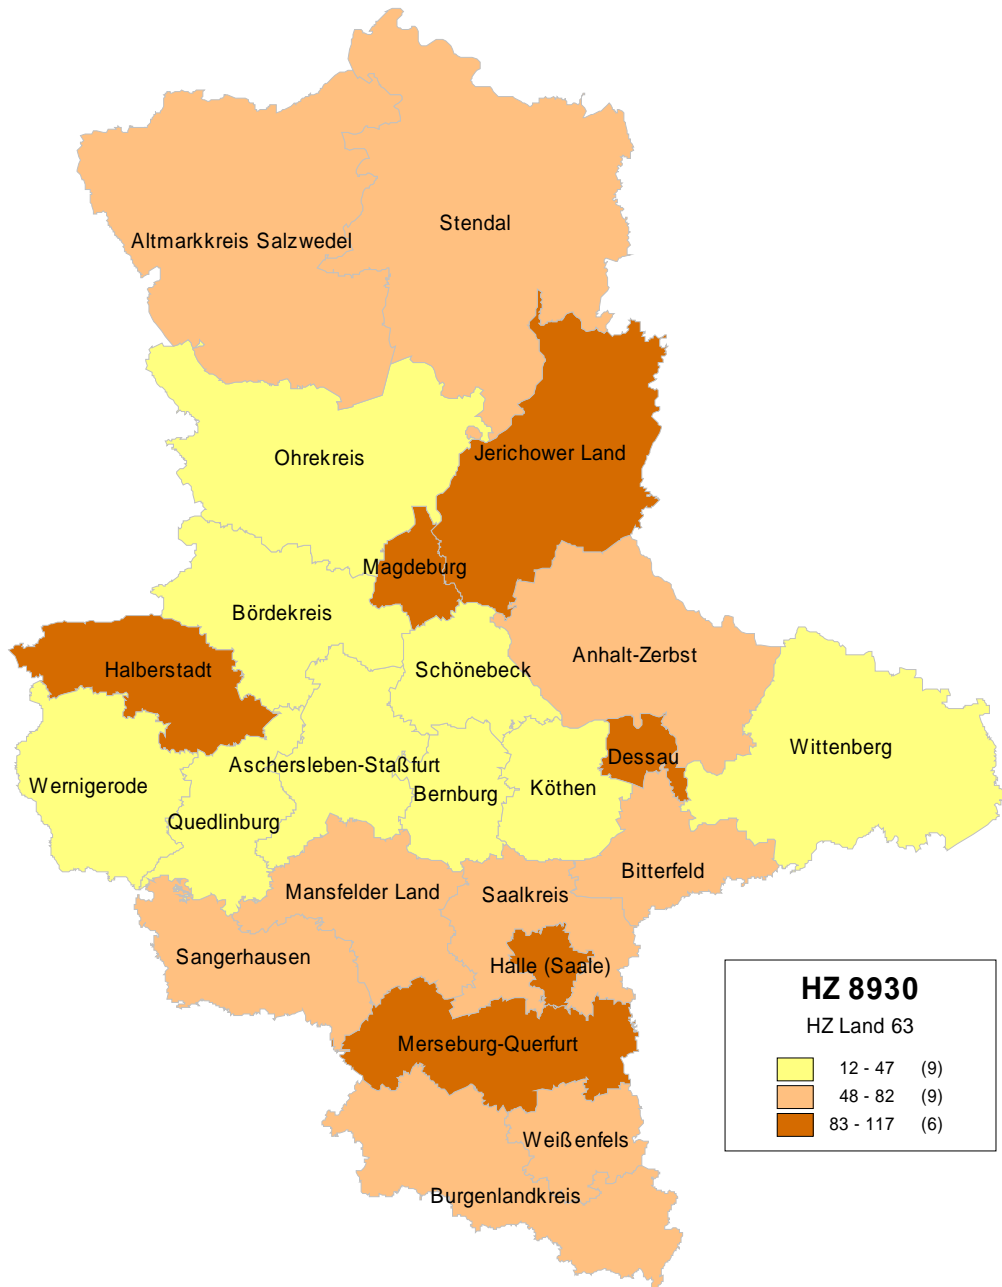 Stendal
Altmarkkreis Salzwedel
Jerichower Land
Ohrekreis
Magdeburg
Bördekreis
Anhalt-Zerbst
Halberstadt
Schönebeck
Wittenberg
Dessau
Aschersleben-Staßfurt
Wernigerode
Köthen
Bernburg
Quedlinburg
Bitterfeld
Mansfelder Land
Saalkreis
Sangerhausen
Halle (Saale)
Merseburg-Querfurt
Weißenfels
Burgenlandkreis
HZ 8930
HZ Land 63
12 - 47 (9)
48 - 82 (9)
83 - 117 (6)